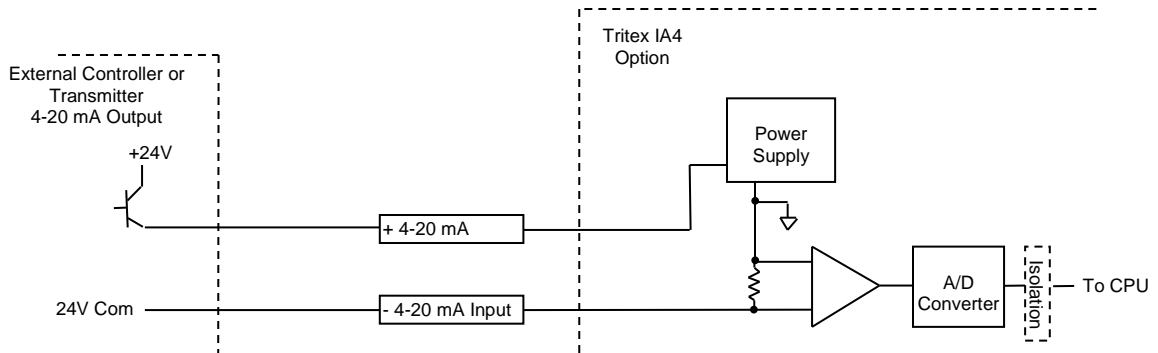 Tritex IA4
Option
External Controller or
Transmitter
4-20 mA Output
+24V
Power
Supply
+ 4-20 mA
24V Com
- 4-20 mA Input
A/D
Converter
Isolation
To CPU